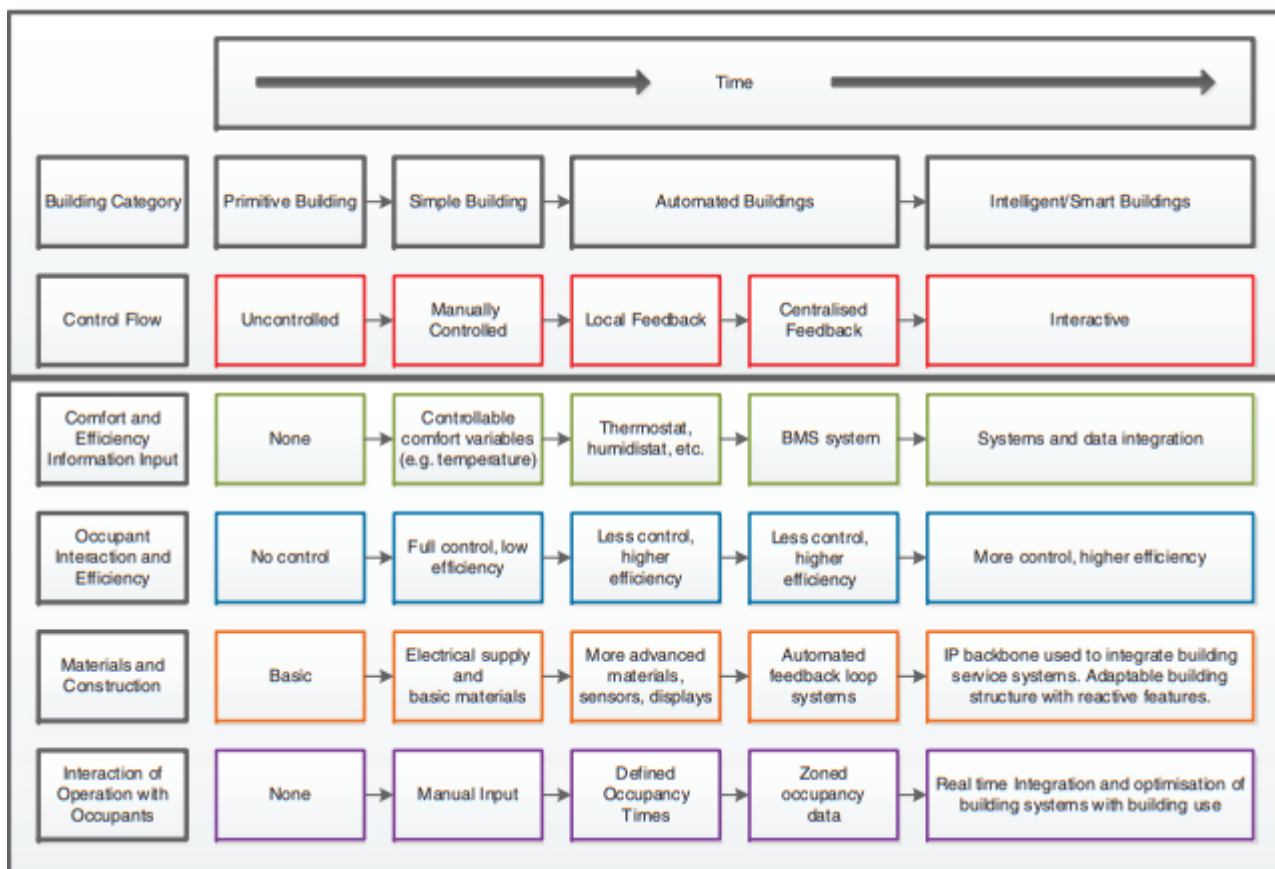 Time
Building Category
Primitive Building
Simple Building
Automated Buildings
Intelligent/Smart Buildings
Control Flow
Uncontrolled
Manually
Controlled
Local Feedback
Centralised
Feedback
Interactive
Comfort and
Efficiency
Information Input
None
Controllable
comfort variables
(e.g. temperature)
Thermostat,
humidistat, etc.
BMS system
Systems and data integration
Occupant
Interaction and
Efficiency
No control
Full control, low
efficiency
Less control,
higher
efficiency
Less control,
higher
efficiency
More control, higher efficiency
Materials and
Construction
Basic
Electrical supply
and
basic materials
More advanced
materials,
sensors, displays
Automated
feedback loop
systems
IP backbone used to integrate building
service systems. Adaptable building
structure with reactive features.
Interaction of
Operation with
Occupants
None
Manual Input
Defined
Occupancy
Times
Zoned
occupancy
data
Real time Integration and optimisation of
building systems with building use